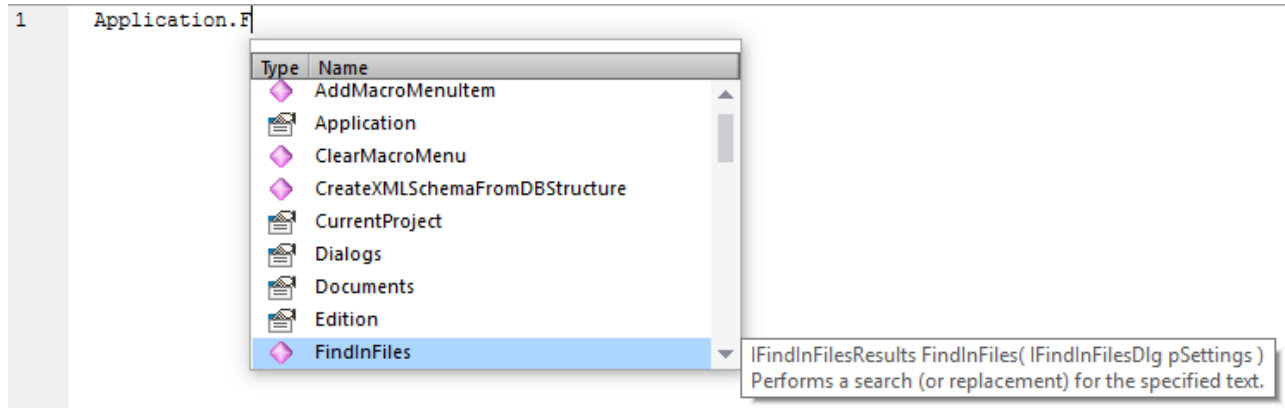 1 Application.F
Type Name
AddMacroMenuItem
Application
ClearMacroMenu
CreateXMLSchemaFromDBStructure
CurrentProject
Dialogs
Documents
Edition
FindInFiles
IFindInFilesResults FindInFiles( IFindInFilesDlg pSettings )
Performs a search (or replacement) for the specified text.